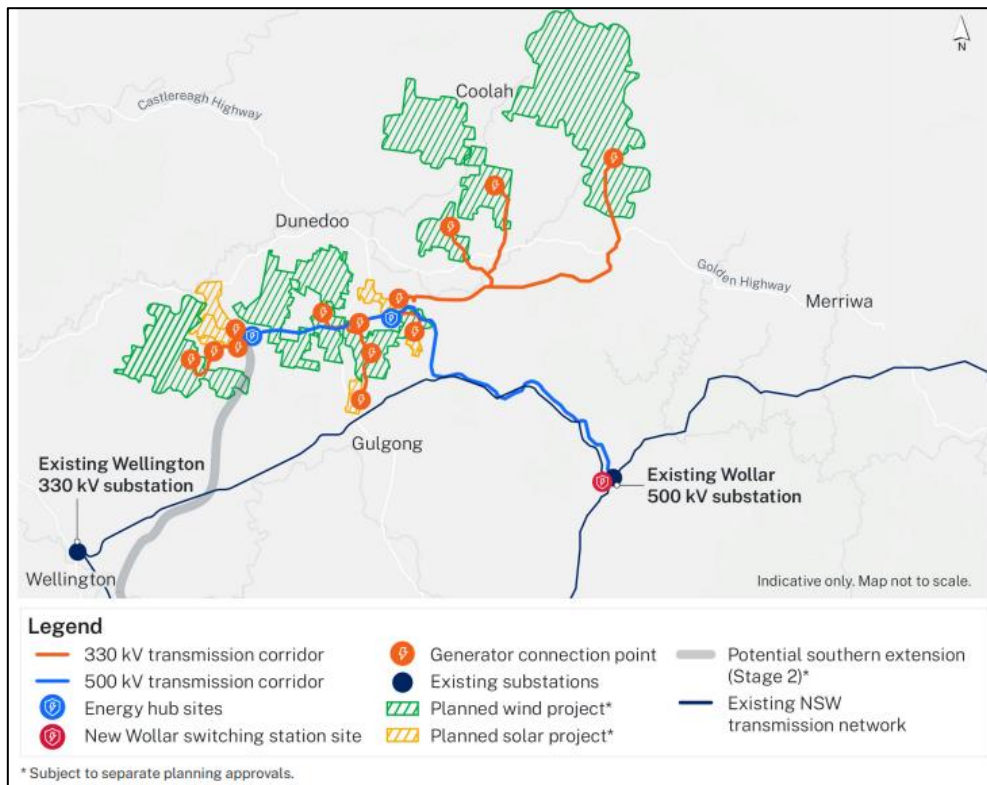 N
Coolah
Castlereagh Highway
Dunedoo
Golden Highway
Merriwa
Gulgong
Existing Wellington
330 kV substation
Existing Wollar
500 kV substation
Wellington
Indicative only. Map not to scale.
Legend
330 kV transmission corridor
500 kV transmission corridor
Energy hub sites
New Wollar switching station site
Generator connection point
Existing substations
Planned wind project*
Planned solar project*
Potential southern extension
(Stage 2)*
Existing NSW
transmission network
* Subject to separate planning approvals.